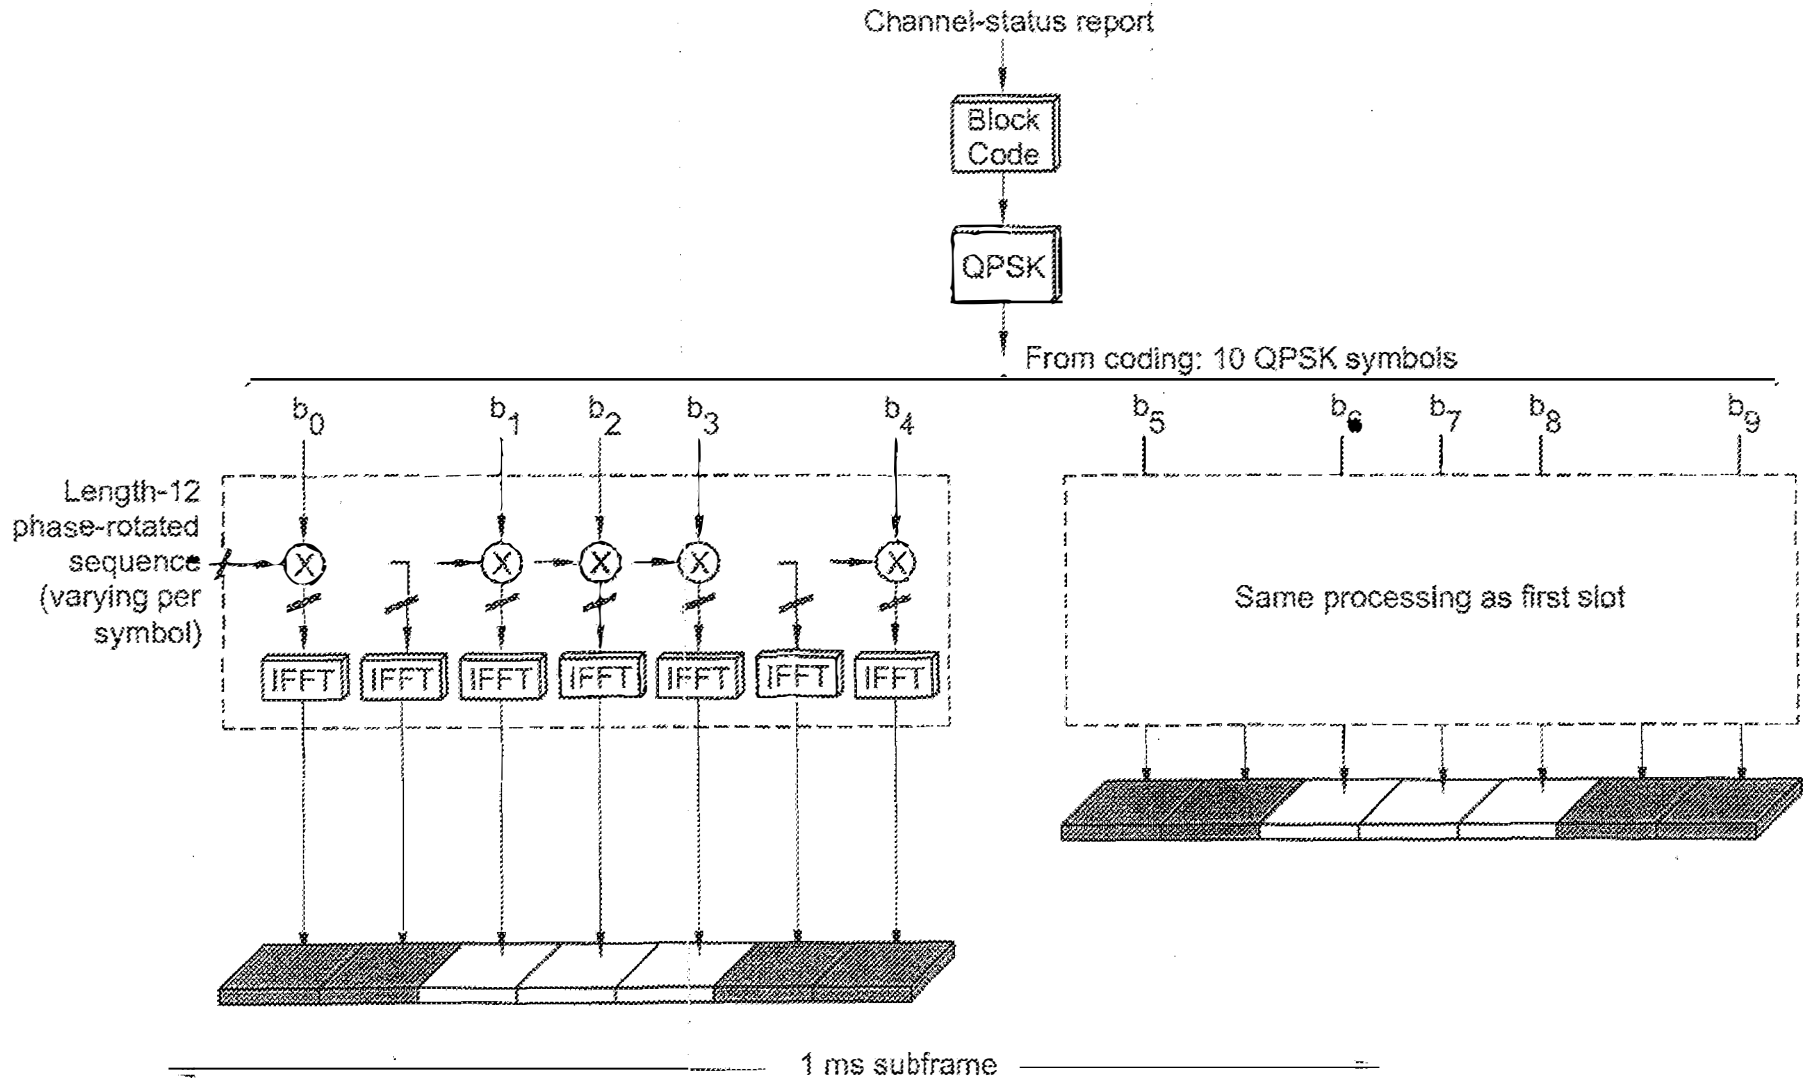 Channel-status report
Block
Code
QPSK
From coding: 10 QPSK symbols
b0 b1 b2 b3 b4 b5 b6 b7 b8 b9
Length-12
phase-rotated
sequence
(varying per
symbol)
X X X X X
Same processing as first slot
IFFT IFFT IFFT IFFT IFFT IFFT IFFT
1 ms subframe